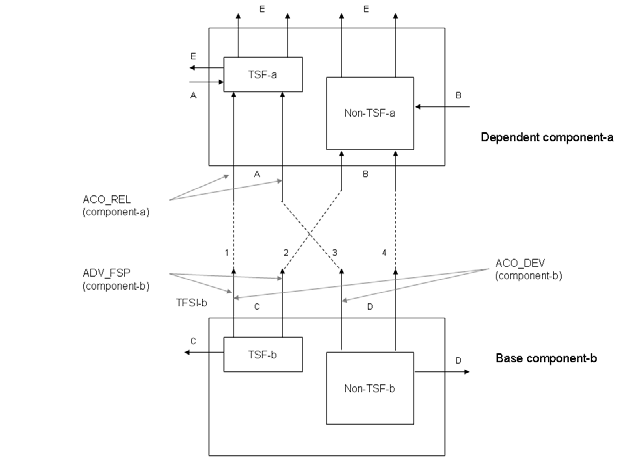 E
E
E
TSF-a
A
Non-TSF-a
B
Dependent component-a
A
B
ACO_REL
(component-a)
1
2
3
4
ADV_FSP
(component-b)
ACO_DEV
(component-b)
TFSI-b
C
D
C
TSF-b
Base component-b
D
Non-TSF-b